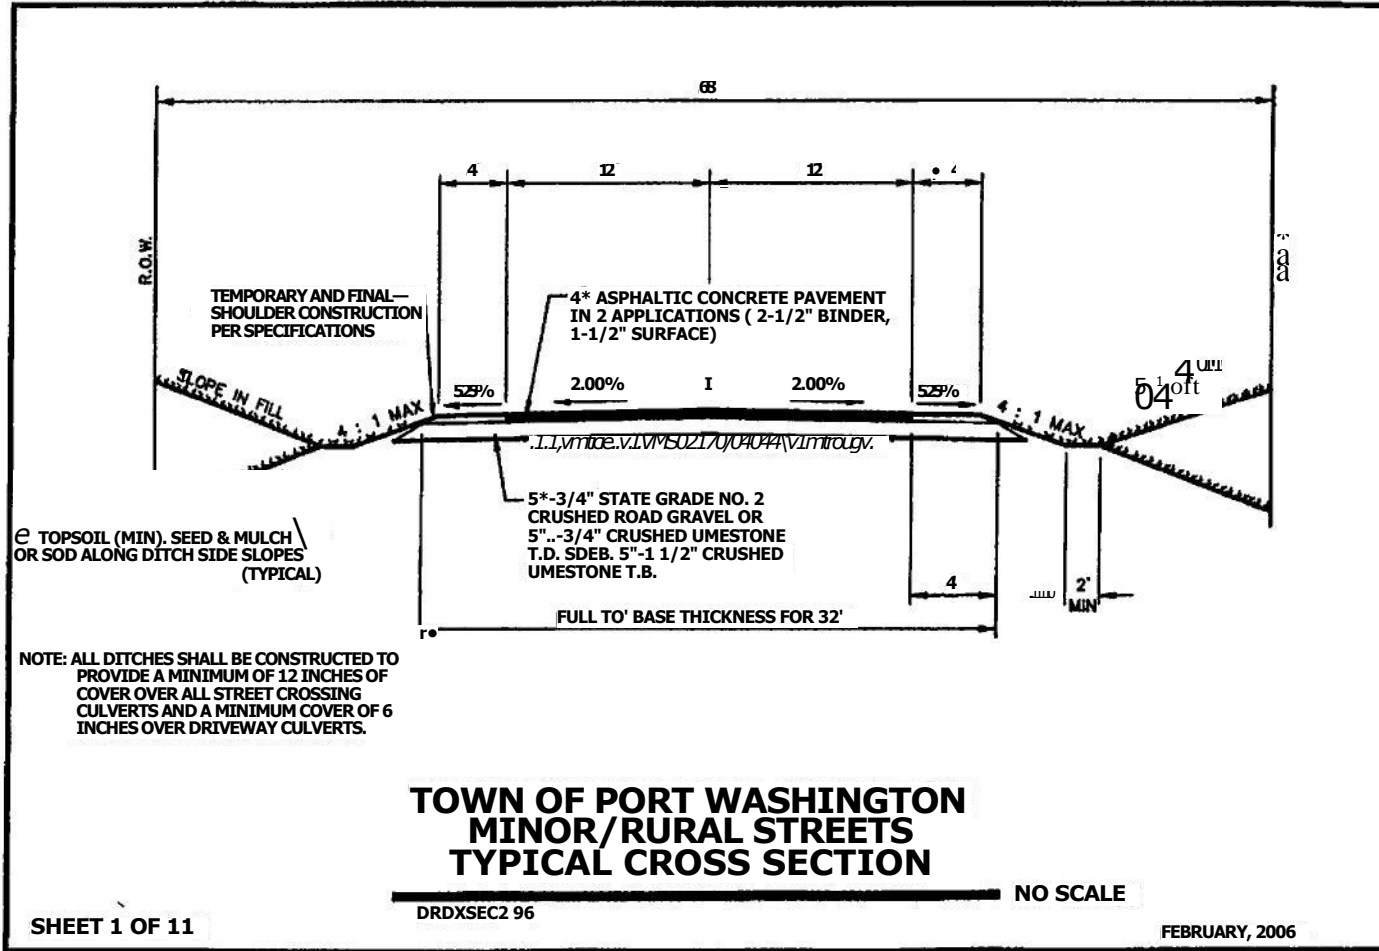 4
12
12
4
R.O.W.
TEMPORARY AND FINAL—
SHOULDER CONSTRUCTION
PER SPECIFICATIONS
4* ASPHALTIC CONCRETE PAVEMENT
IN 2 APPLICATIONS ( 2-1/2" BINDER,
1-1/2" SURFACE)
SLOPE IN FILL
4 : 1 MAX
2.00%
I
2.00%
4 : 1 MAX
5*-3/4" STATE GRADE NO. 2
CRUSHED ROAD GRAVEL OR
5"..-3/4" CRUSHED UMESTONE
T.D. SDEB. 5"-1 1/2" CRUSHED
UMESTONE T.B.
e TOPSOIL (MIN). SEED & MULCH \
OR SOD ALONG DITCH SIDE SLOPES
(TYPICAL)
4
2'
MIN
FULL TO' BASE THICKNESS FOR 32'
NOTE: ALL DITCHES SHALL BE CONSTRUCTED TO
PROVIDE A MINIMUM OF 12 INCHES OF
COVER OVER ALL STREET CROSSING
CULVERTS AND A MINIMUM COVER OF 6
INCHES OVER DRIVEWAY CULVERTS.
TOWN OF PORT WASHINGTON
MINOR/RURAL STREETS
TYPICAL CROSS SECTION
NO SCALE
DRDXSEC2 96
SHEET 1 OF 11
FEBRUARY, 2006